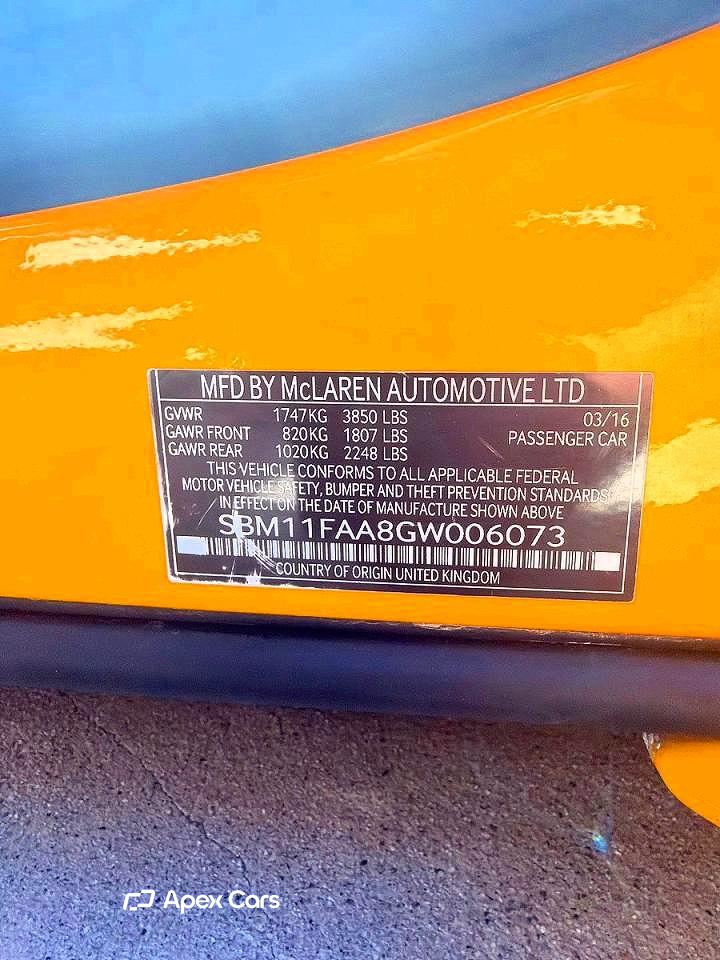 MFD BY McLAREN AUTOMOTIVE LTD
GVWR 1747KG 3850 LBS 03/16
GAWR FRONT 820KG 1807 LBS PASSENGER CAR
GAWR REAR 1020KG 2248 LBS
THIS VEHICLE CONFORMS TO ALL APPLICABLE FEDERAL
MOTOR VEHICLE SAFETY, BUMPER AND THEFT PREVENTION STANDARDS
IN EFFECT ON THE DATE OF MANUFACTURE SHOWN ABOVE
SBM11FAA8GW006073
COUNTRY OF ORIGIN UNITED KINGDOM
Apex Cars